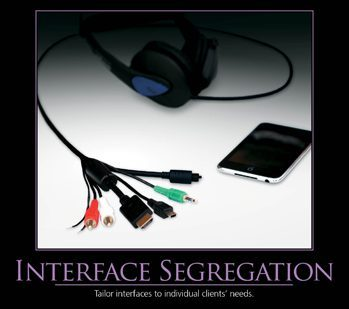 INTERFACE SEGREGATION
Tailor interfaces to individual clients' needs.